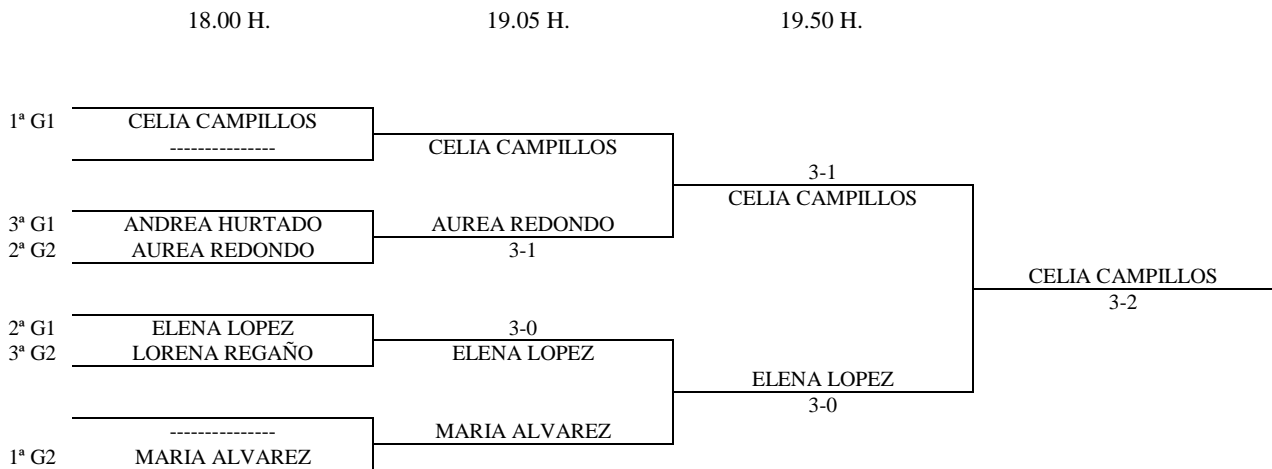 18.00 H. 19.05 H. 19.50 H.
1ª G1 CELIA CAMPILLOS
---------------
CELIA CAMPILLOS
3-1
CELIA CAMPILLOS
3ª G1 ANDREA HURTADO AUREA REDONDO
2ª G2 AUREA REDONDO 3-1
CELIA CAMPILLOS
3-2
2ª G1 ELENA LOPEZ 3-0
3ª G2 LORENA REGAÑO ELENA LOPEZ
ELENA LOPEZ
3-0
---------------
MARIA ALVAREZ
1ª G2 MARIA ALVAREZ